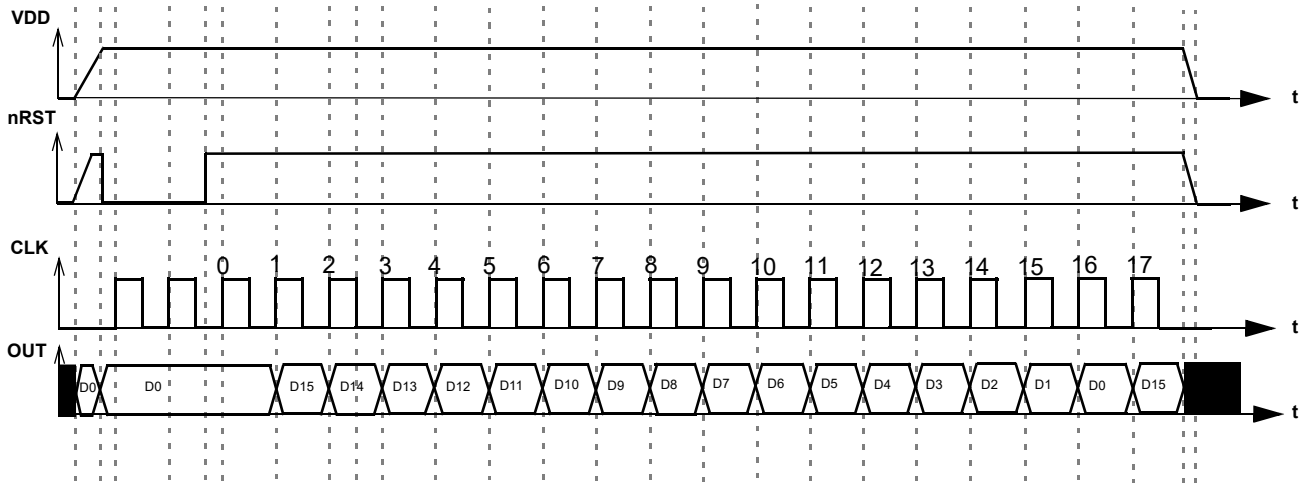 VDD
t
nRST
t
CLK
0 1 2 3 4 5 6 7 8 9 10 11 12 13 14 15 16 17
t
OUT
D0 D0 D15 D14 D13 D12 D11 D10 D9 D8 D7 D6 D5 D4 D3 D2 D1 D0 D15
t